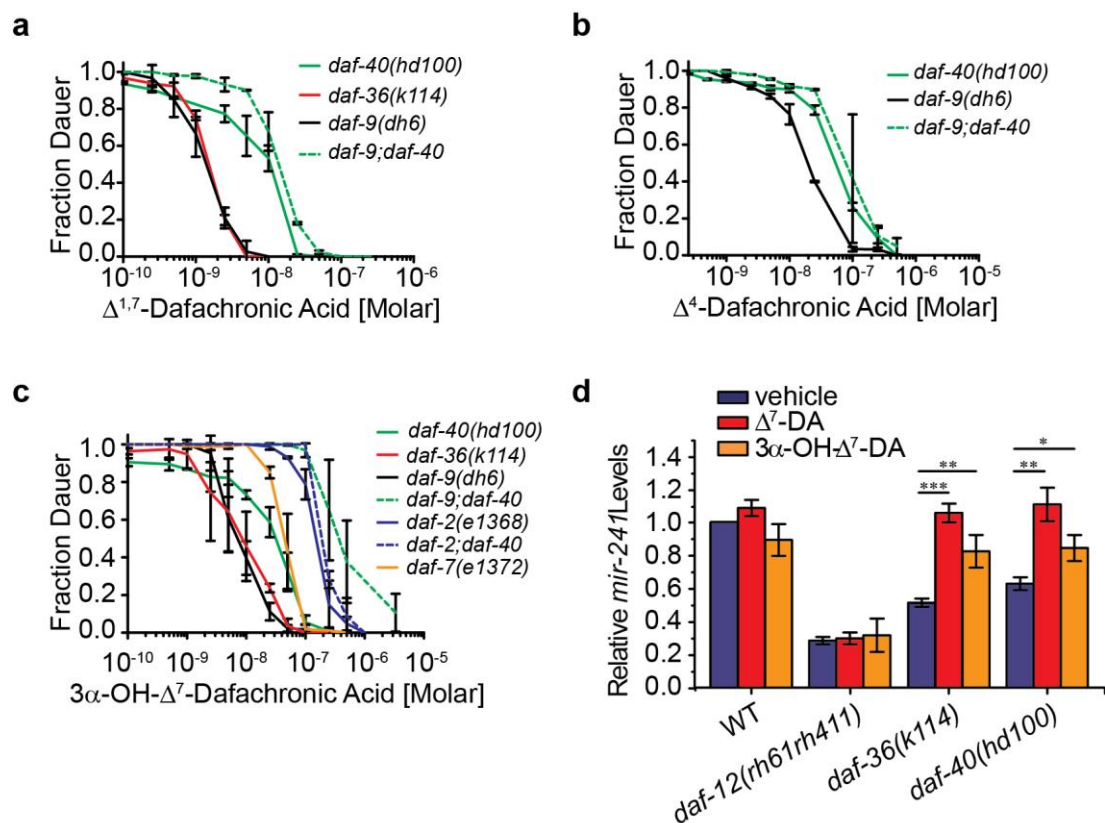 a
Fraction Dauer
1.0
0.8
0.6
0.4
0.2
0.0
10⁻¹⁰ 10⁻⁹ 10⁻⁸ 10⁻⁷ 10⁻⁶
Δ¹,⁷-Dafachronic Acid [Molar]
daf-40(hd100)
daf-36(k114)
daf-9(dh6)
daf-9;daf-40
b
Fraction Dauer
1.0
0.8
0.6
0.4
0.2
0.0
10⁻⁹ 10⁻⁸ 10⁻⁷ 10⁻⁶ 10⁻⁵
Δ⁴-Dafachronic Acid [Molar]
daf-40(hd100)
daf-9(dh6)
daf-9;daf-40
c
Fraction Dauer
1.0
0.8
0.6
0.4
0.2
0.0
10⁻¹⁰ 10⁻⁹ 10⁻⁸ 10⁻⁷ 10⁻⁶ 10⁻⁵
3α-OH-Δ⁷-Dafachronic Acid [Molar]
daf-40(hd100)
daf-36(k114)
daf-9(dh6)
daf-9;daf-40
daf-2(e1368)
daf-2;daf-40
daf-7(e1372)
d
vehicle
Δ⁷-DA
3α-OH-Δ⁷-DA
Relative mir-241Levels
1.4
1.2
1.0
0.8
0.6
0.4
0.2
0.0
** *
*** **
WT
daf-12(rh61rh411)
daf-36(k114)
daf-40(hd100)